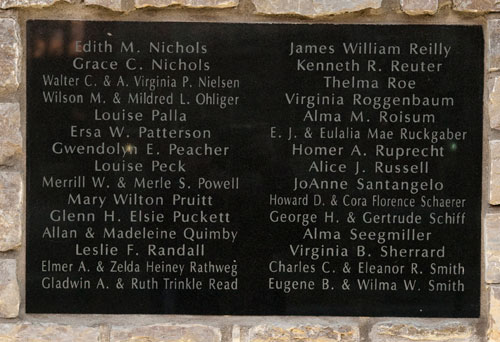 Edith M. Nichols
Grace C. Nichols
Walter C. & A. Virginia P. Nielsen
Wilson M. & Mildred L. Ohliger
Louise Palla
Ersa W. Patterson
Gwendolyn E. Peacher
Louise Peck
Merrill W. & Merle S. Powell
Mary Wilton Pruitt
Glenn H. Elsie Puckett
Allan & Madeleine Quimby
Leslie F. Randall
Elmer A. & Zelda Heiney Rathweg
Gladwin A. & Ruth Trinkle Read
James William Reilly
Kenneth R. Reuter
Thelma Roe
Virginia Roggenbaum
Alma M. Roisum
E. J. & Eulalia Mae Ruckgaber
Homer A. Ruprecht
Alice J. Russell
JoAnne Santangelo
Howard D. & Cora Florence Schaerer
George H. & Gertrude Schiff
Alma Seegmiller
Virginia B. Sherrard
Charles C. & Eleanor R. Smith
Eugene B. & Wilma W. Smith